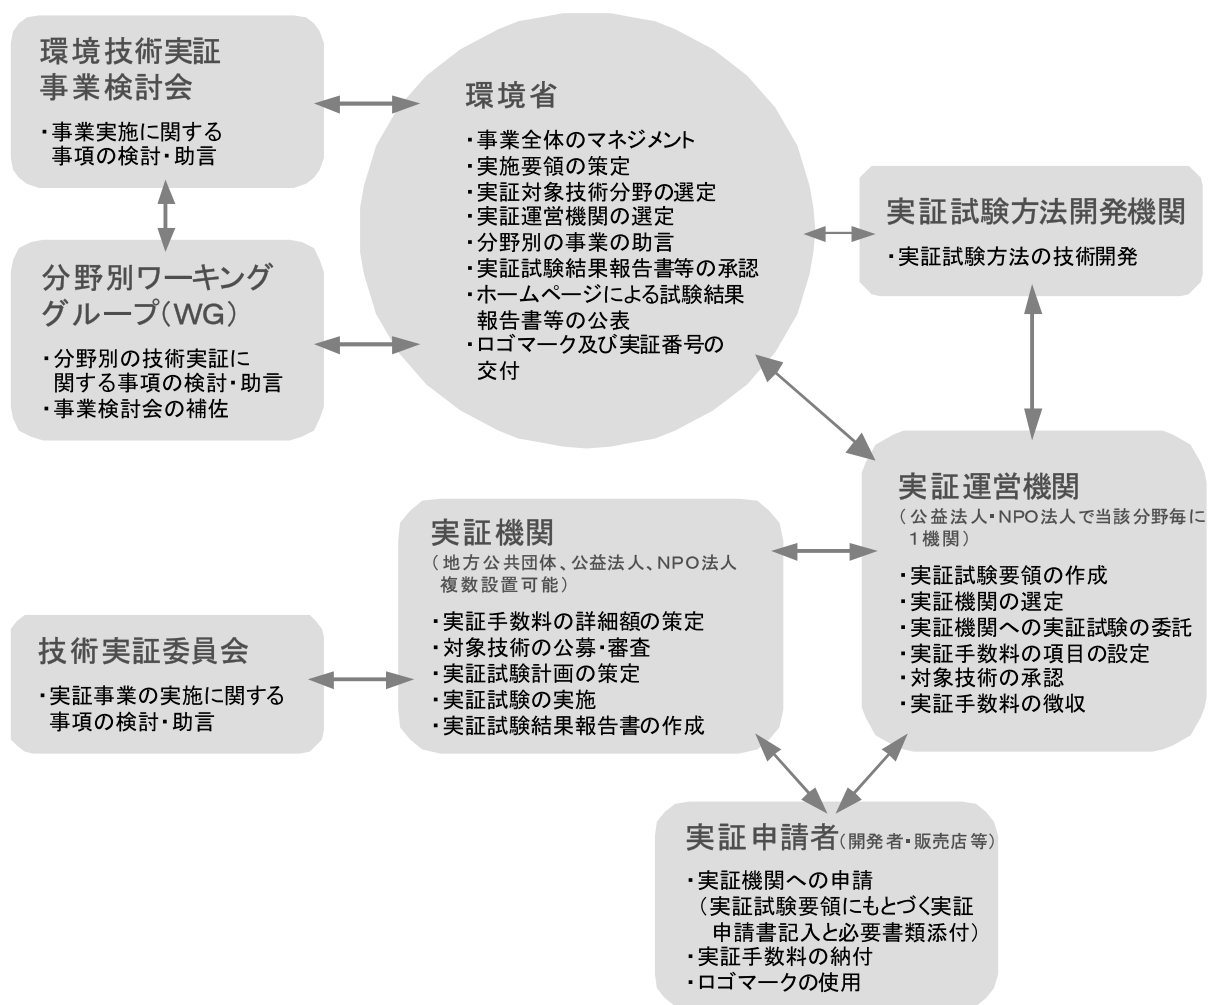 環境技術実証
事業検討会
・事業実施に関する
事項の検討・助言
分野別ワーキング
グループ(WG)
・分野別の技術実証に
関する事項の検討・助言
・事業検討会の補佐
環境省
・事業全体のマネジメント
・実施要領の策定
・実証対象技術分野の選定
・実証運営機関の選定
・分野別の事業の助言
・実証試験結果報告書等の承認
・ホームページによる試験結果
報告書等の公表
・ロゴマーク及び実証番号の
交付
実証試験方法開発機関
・実証試験方法の技術開発
実証運営機関
(公益法人・NPO法人で当該分野毎に
1機関)
・実証試験要領の作成
・実証機関の選定
・実証機関への実証試験の委託
・実証手数料の項目の設定
・対象技術の承認
・実証手数料の徴収
実証機関
(地方公共団体、公益法人、NPO法人
複数設置可能)
・実証手数料の詳細額の策定
・対象技術の公募・審査
・実証試験計画の策定
・実証試験の実施
・実証試験結果報告書の作成
技術実証委員会
・実証事業の実施に関する
事項の検討・助言
実証申請者(開発者・販売店等)
・実証機関への申請
(実証試験要領にもとづく実証
申請書記入と必要書類添付)
・実証手数料の納付
・ロゴマークの使用